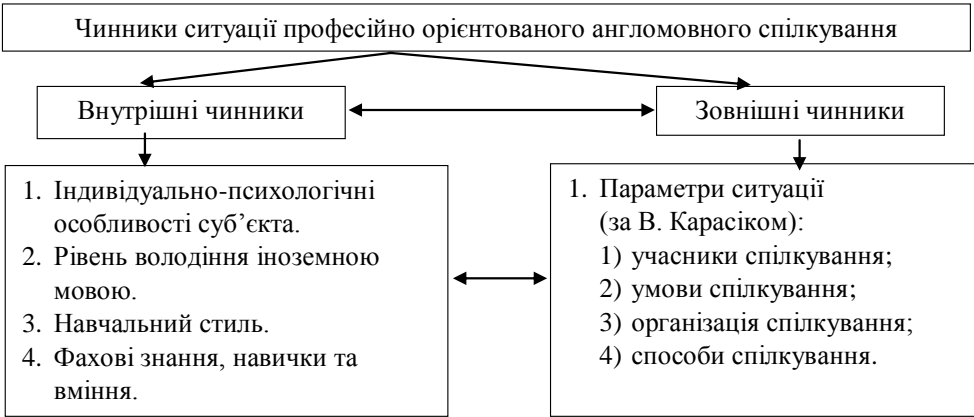 Чинники ситуації професійно орієнтованого англомовного спілкування
Внутрішні чинники
Зовнішні чинники
1. Індивідуально-психологічні
особливості суб’єкта.
2. Рівень володіння іноземною
мовою.
3. Навчальний стиль.
4. Фахові знання, навички та
вміння.
1. Параметри ситуації
(за В. Карасіком):
1) учасники спілкування;
2) умови спілкування;
3) організація спілкування;
4) способи спілкування.